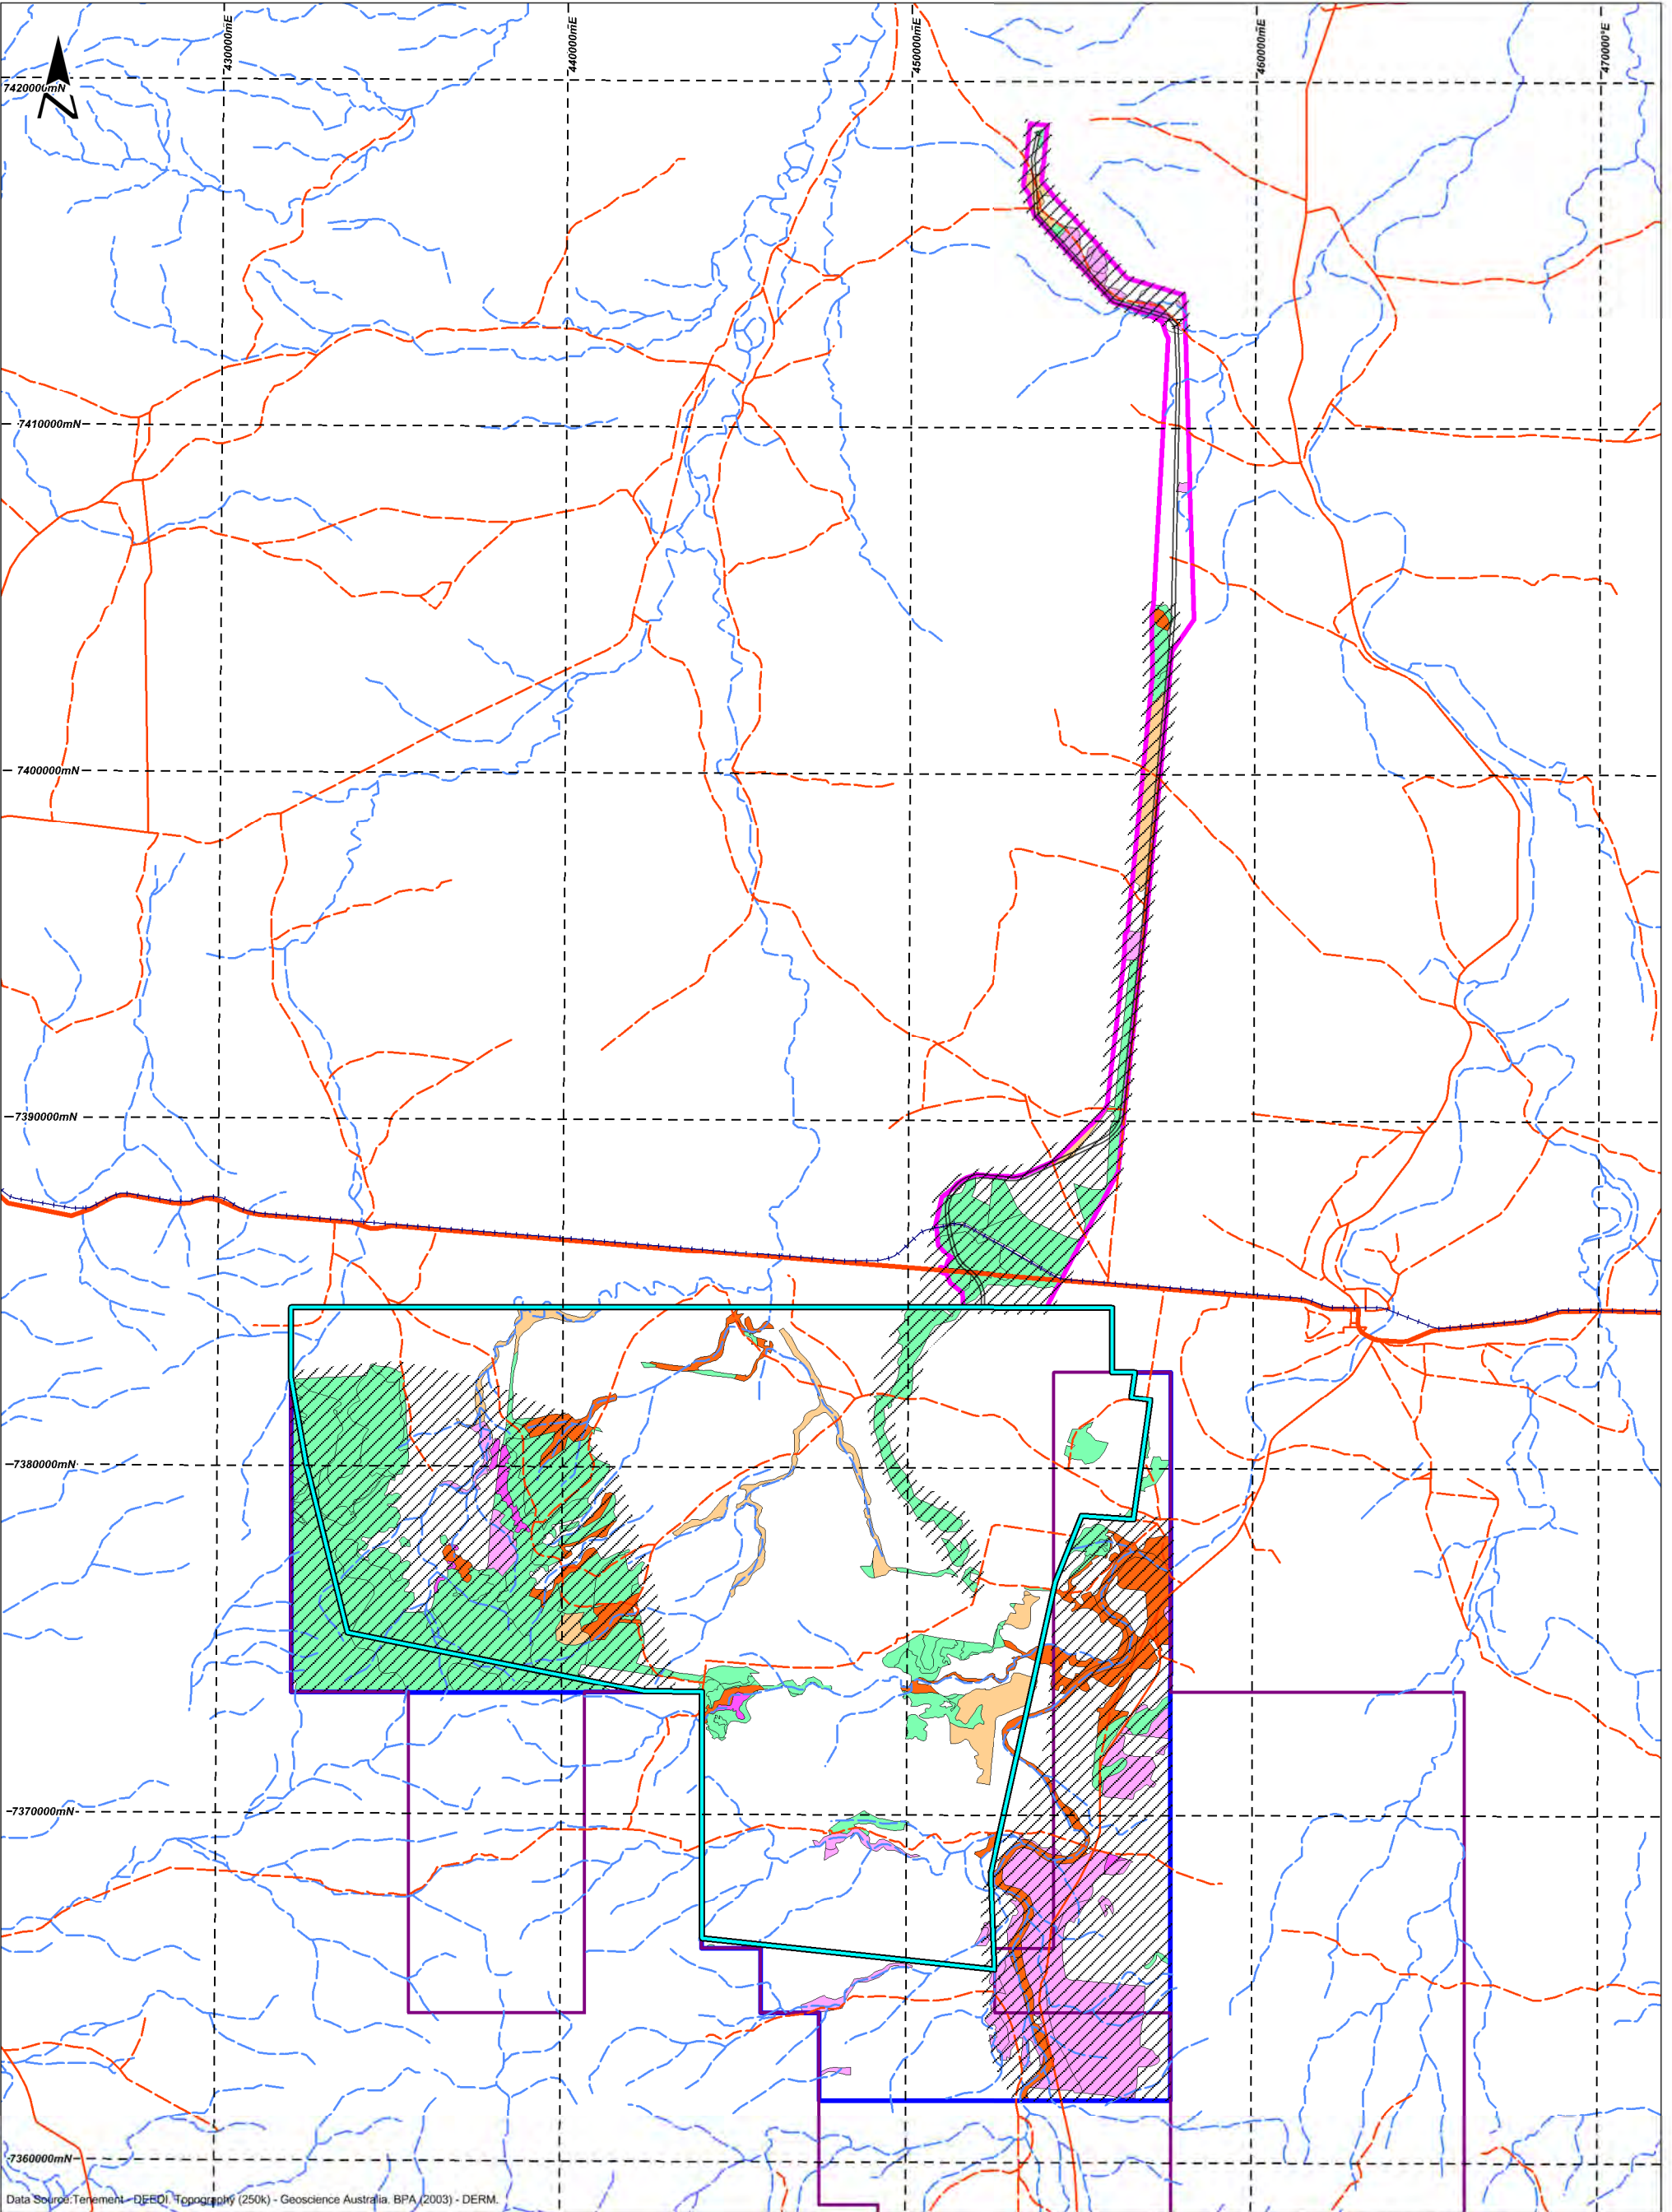 430000mE
440000mE
450000mE
460000mE
470000°E
7420000mN
7410000mN
7400000mN
7390000mN
7380000mN
7370000mN
7360000mN
Data Source:Tenement - DEEDI. Topography (250k) - Geoscience Australia. BPA (2003) - DERM.